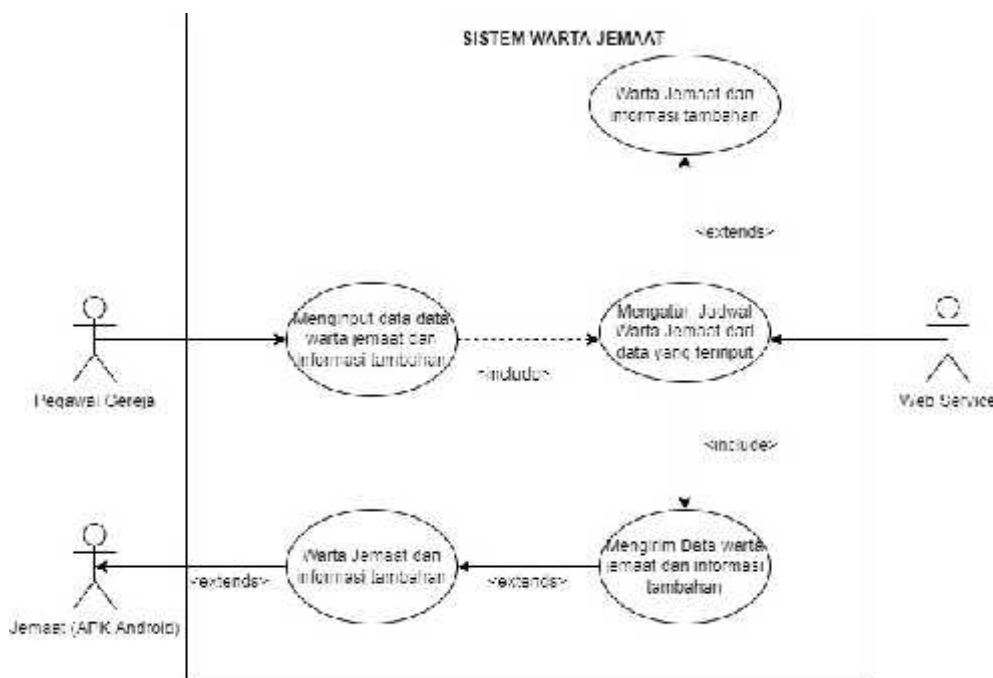 SISTEM WARTA JEMAAT
Warta Jemaat dan
informasi tambahan
<extends>
Menginput data data
warta jemaat dan
informasi tambahan
<include>
Mengatur Jadwal
Warta Jemaat dari
data yang terinput
Pegawai Gereja
Web Service
<include>
Warta Jemaat dan
informasi tambahan
Mengirim Data warta
jemaat dan informasi
tambahan
<extends>
<extends>
Jemaat (APK Android)